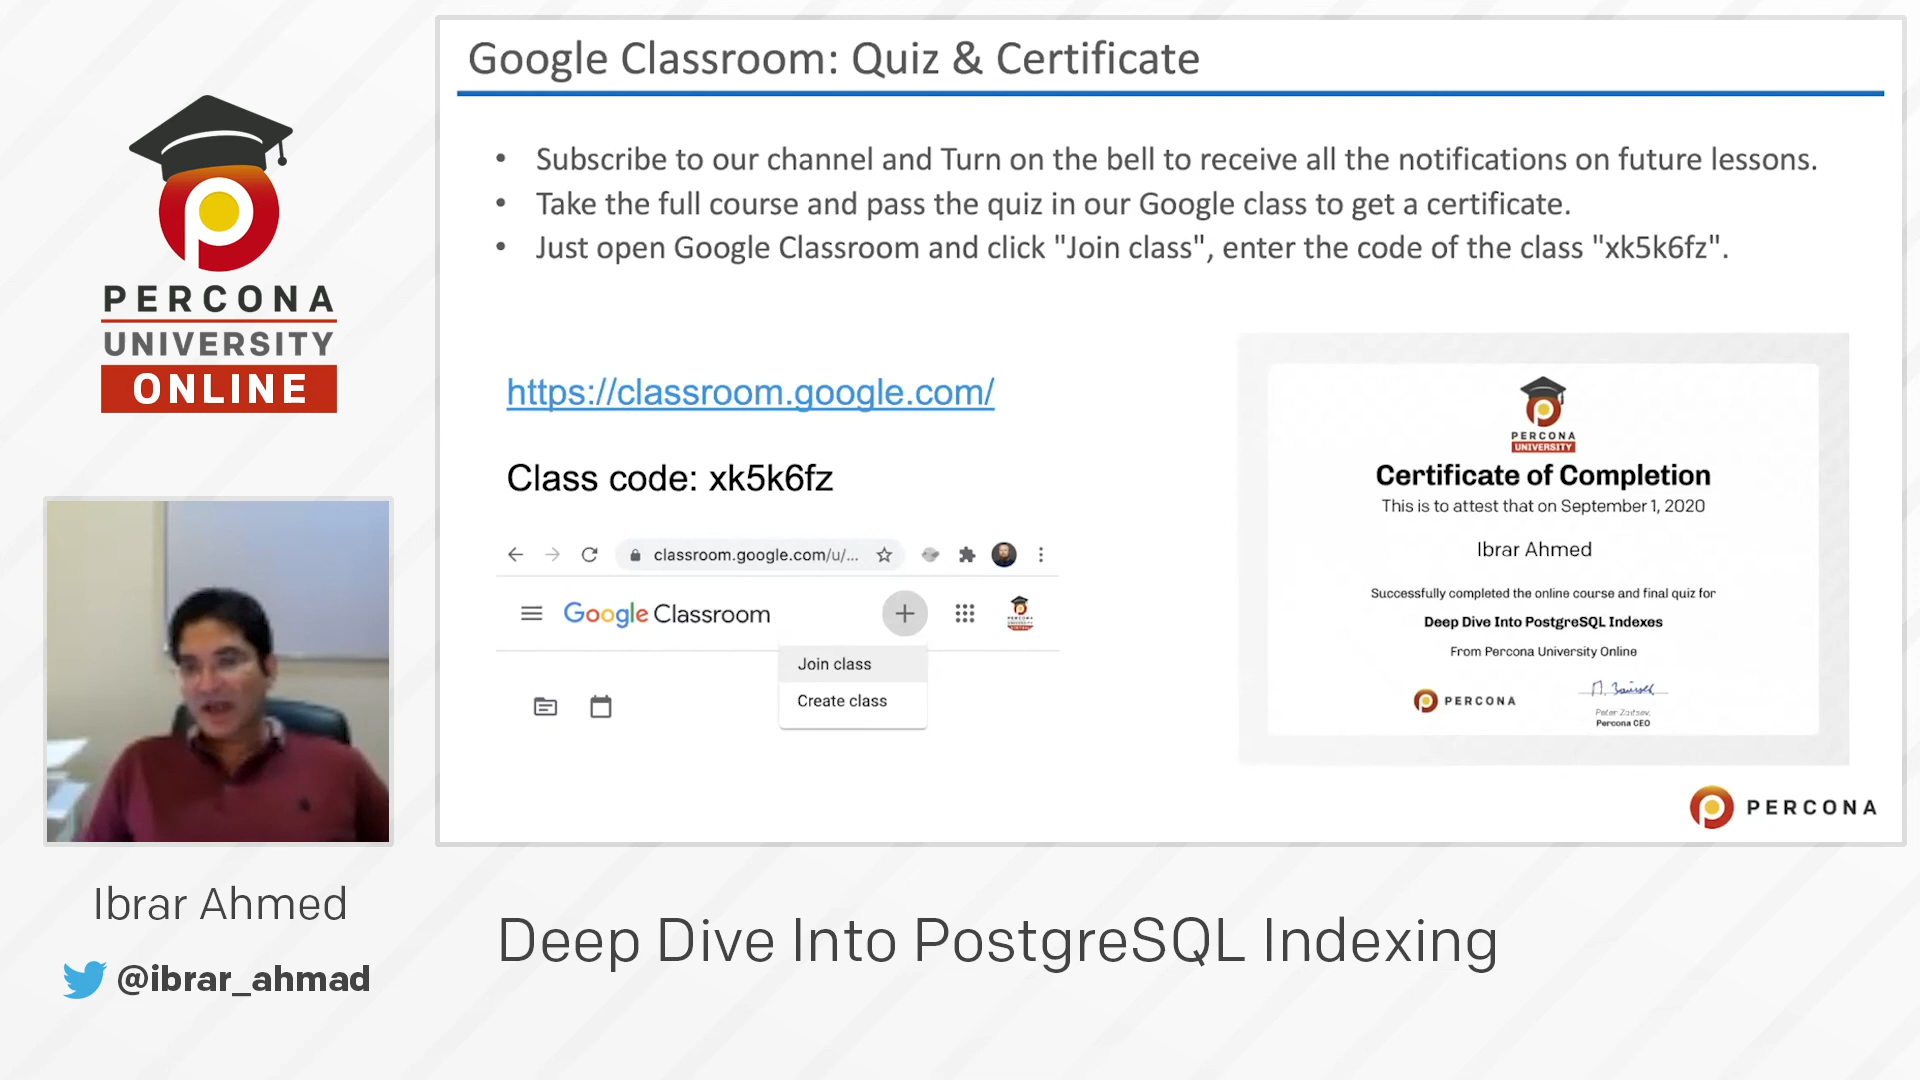 PERCONA
UNIVERSITY
ONLINE
Ibrar Ahmed
@ibrar_ahmad
Google Classroom: Quiz & Certificate
• Subscribe to our channel and Turn on the bell to receive all the notifications on future lessons.
• Take the full course and pass the quiz in our Google class to get a certificate.
• Just open Google Classroom and click "Join class", enter the code of the class "xk5k6fz".
https://classroom.google.com/
Class code: xk5k6fz
classroom.google.com/u/...
Google Classroom
Join class
Create class
PERCONA
UNIVERSITY
Certificate of Completion
This is to attest that on September 1, 2020
Ibrar Ahmed
Successfully completed the online course and final quiz for
Deep Dive Into PostgreSQL Indexes
From Percona University Online
PERCONA
Peter Zaitsev,
Percona CEO
PERCONA
Deep Dive Into PostgreSQL Indexing